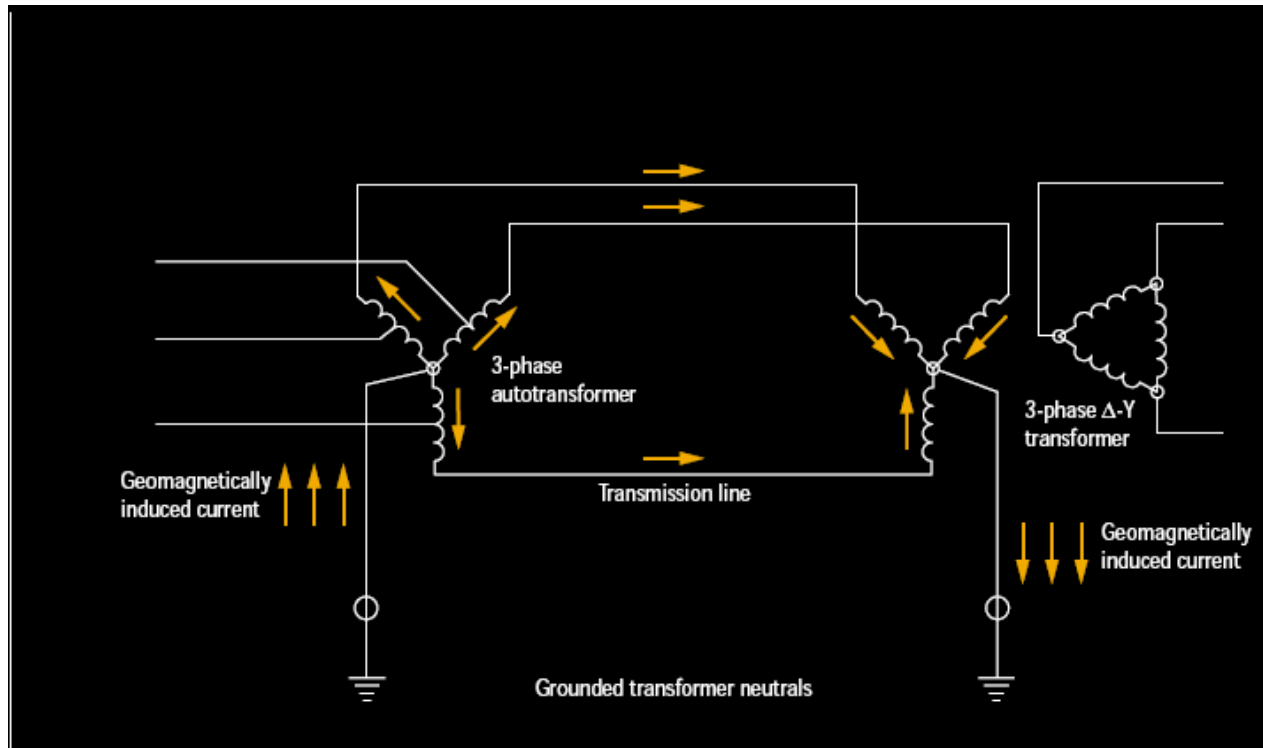 3-phase
autotransformer
3-phase Δ-Y
transformer
Geomagnetically
induced current
Transmission line
Geomagnetically
induced current
Grounded transformer neutrals